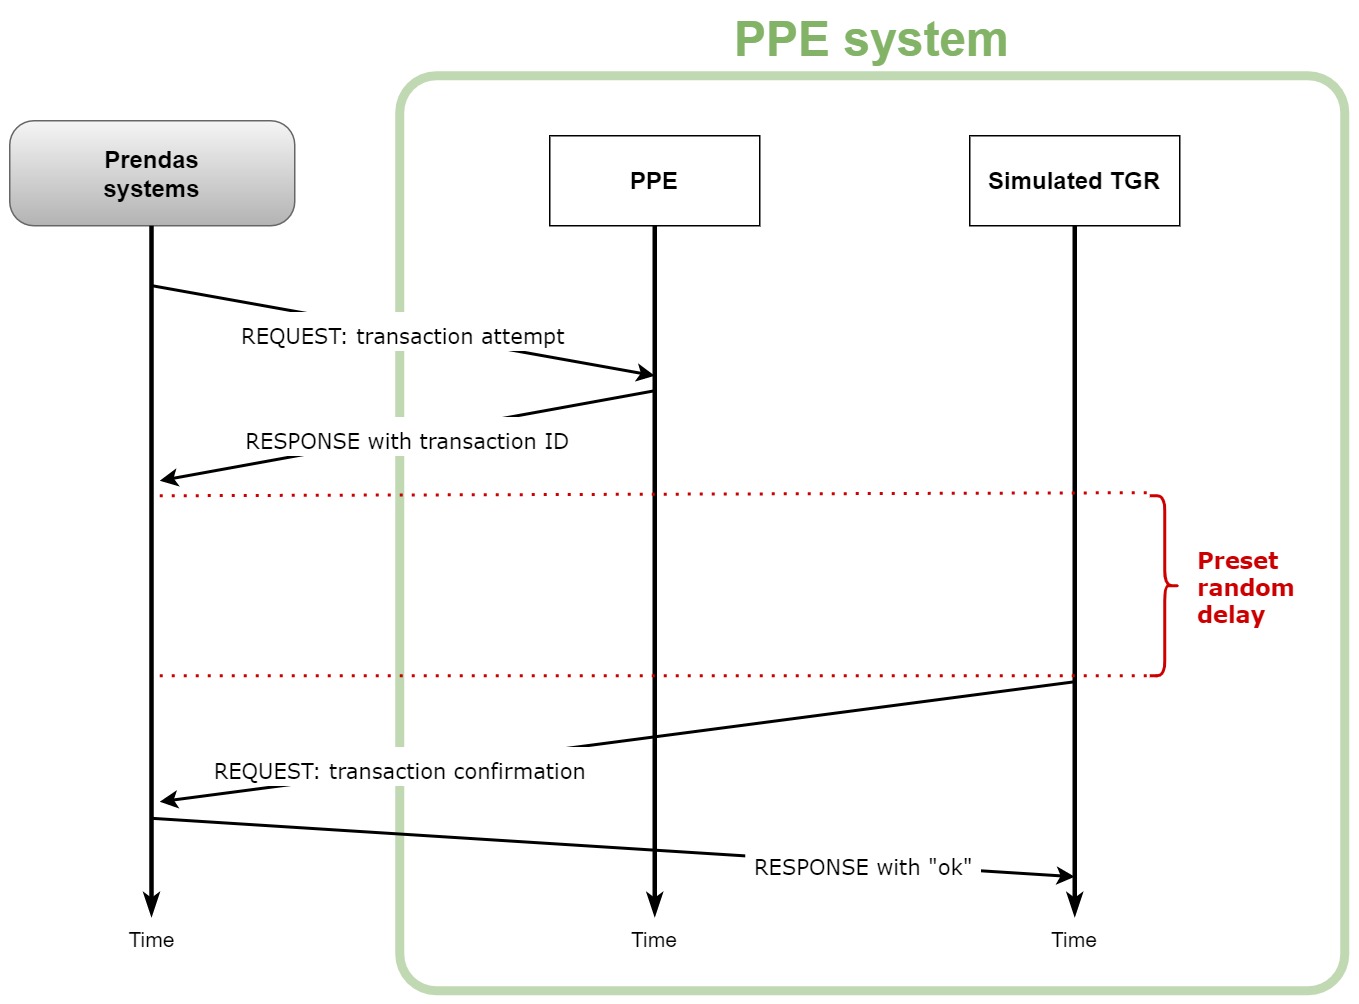 PPE system
Prendas
systems
PPE
Simulated TGR
REQUEST: transaction attempt
RESPONSE with transaction ID
Preset
random
delay
REQUEST: transaction confirmation
RESPONSE with "ok"
Time
Time
Time